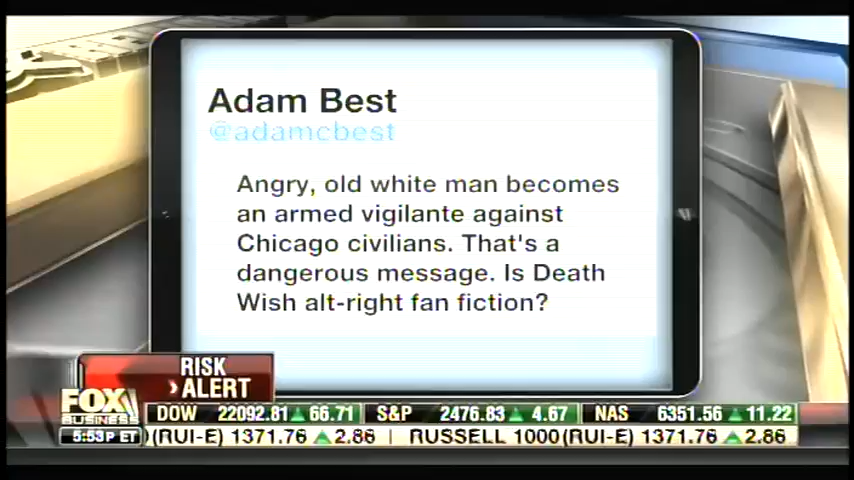 Adam Best
@adamcbest
Angry, old white man becomes
an armed vigilante against
Chicago civilians. That's a
dangerous message. Is Death
Wish alt-right fan fiction?
RISK
› ALERT
FOX
BUSINESS
DOW 22092.81 ▲ 66.71 | S&P 2476.83 ▲ 4.67 | NAS 6351.56 ▲ 11.22
5:53P ET
)(RUI-E) 1371.76 ▲ 2.86 | RUSSELL 1000(RUI-E) 1371.76 ▲ 2.86